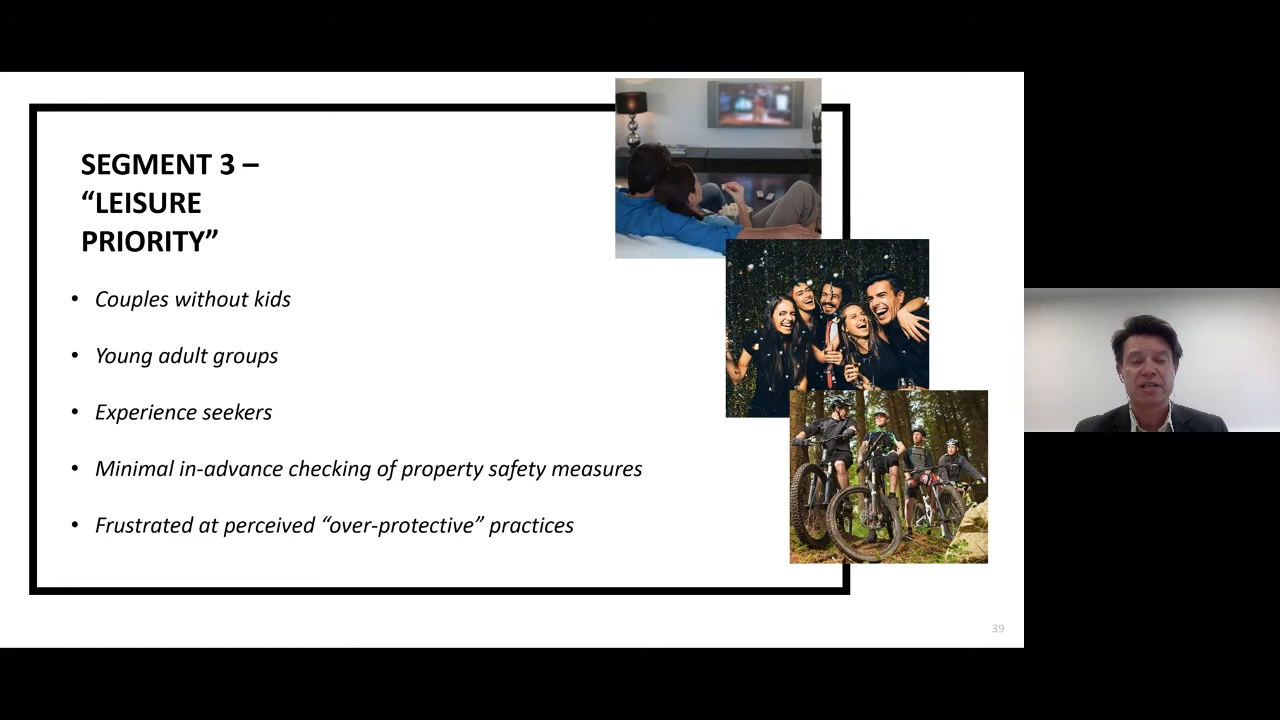 SEGMENT 3 –
“LEISURE
PRIORITY”
• Couples without kids
• Young adult groups
• Experience seekers
• Minimal in-advance checking of property safety measures
• Frustrated at perceived “over-protective” practices
39